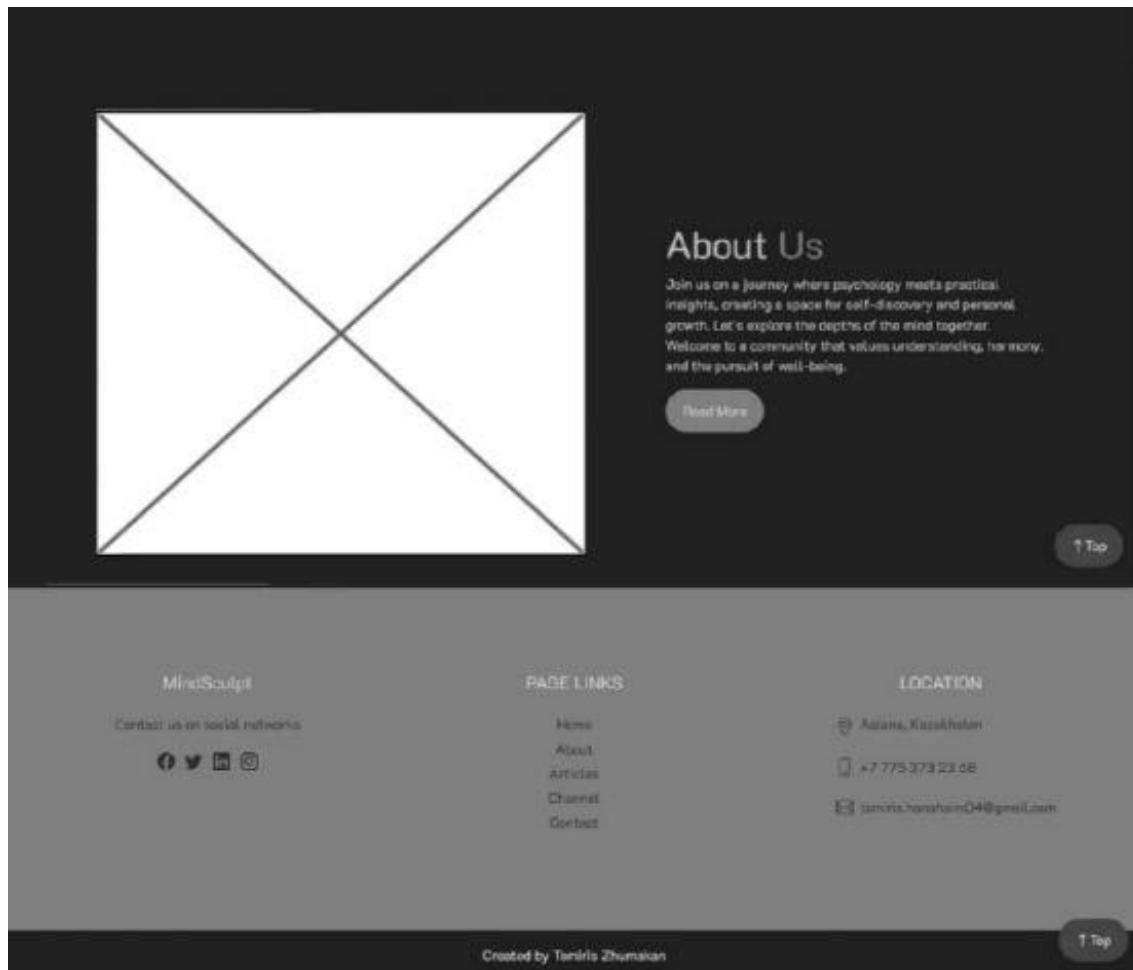 About Us
Join us on a journey where psychology meets practical
insights, creating a space for self-discovery and personal
growth. Let's explore the depths of the mind together.
Welcome to a community that values understanding, harmony,
and the pursuit of well-being.
Read More
↑ Top
MindSculpt
Contact us on social networks
PAGE LINKS
Home
About
Articles
Channel
Contact
LOCATION
Astana, Kazakhstan
+7 775 373 23 68
@gmail.com
Created by Tamiris Zhumakan
↑ Top